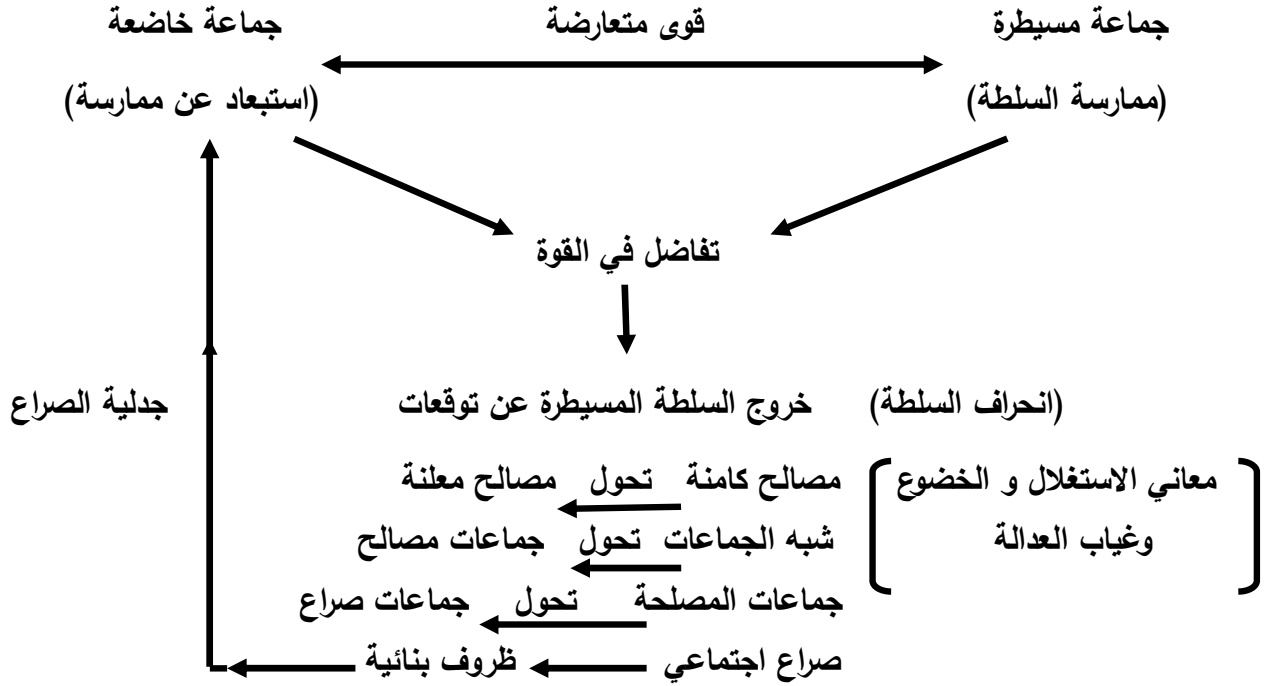 جماعة مسيطرة قوى متعارضة جماعة خاضعة
(ممارسة السلطة) (استبعاد عن ممارسة)
تفاضل في القوة
(انحراف السلطة) خروج السلطة المسيطرة عن توقعات جدلية الصراع
معاني الاستغلال و الخضوع مصالح كامنة تحول مصالح معلنة
وغياب العدالة شبه الجماعات تحول جماعات مصالح
جماعات المصلحة تحول جماعات صراع
صراع اجتماعي ظروف بنائية